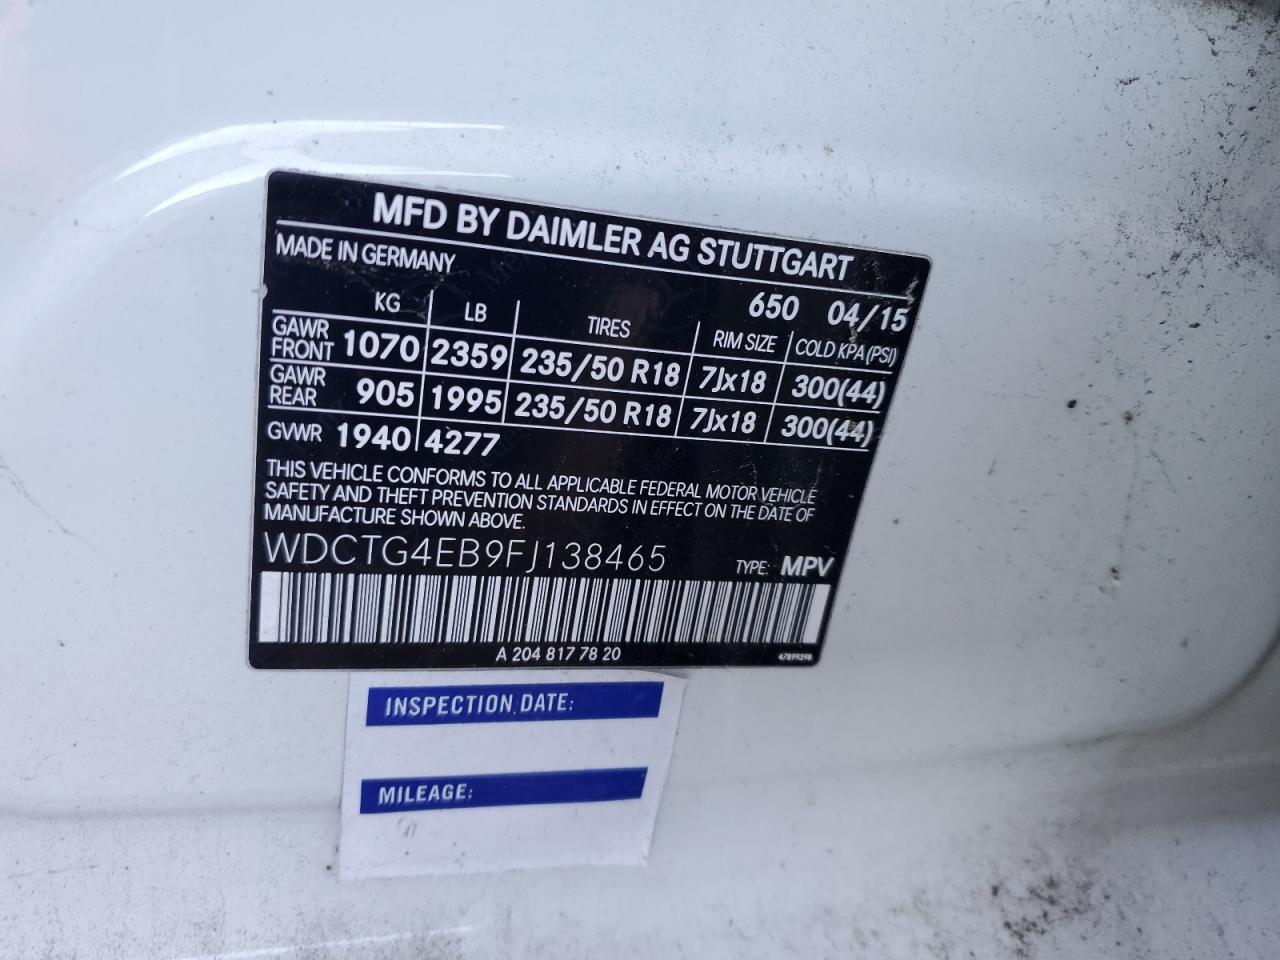 MFD BY DAIMLER AG STUTTGART
MADE IN GERMANY
650 04/15
KG LB TIRES RIM SIZE COLD KPA (PSI)
GAWR FRONT 1070 2359 235/50 R18 7Jx18 300(44)
GAWR REAR 905 1995 235/50 R18 7Jx18 300(44)
GVWR 1940 4277
THIS VEHICLE CONFORMS TO ALL APPLICABLE FEDERAL MOTOR VEHICLE
SAFETY AND THEFT PREVENTION STANDARDS IN EFFECT ON THE DATE OF
MANUFACTURE SHOWN ABOVE.
WDCTG4EB9FJ138465 TYPE: MPV
A 204 817 78 20 47899398
INSPECTION DATE:
MILEAGE: